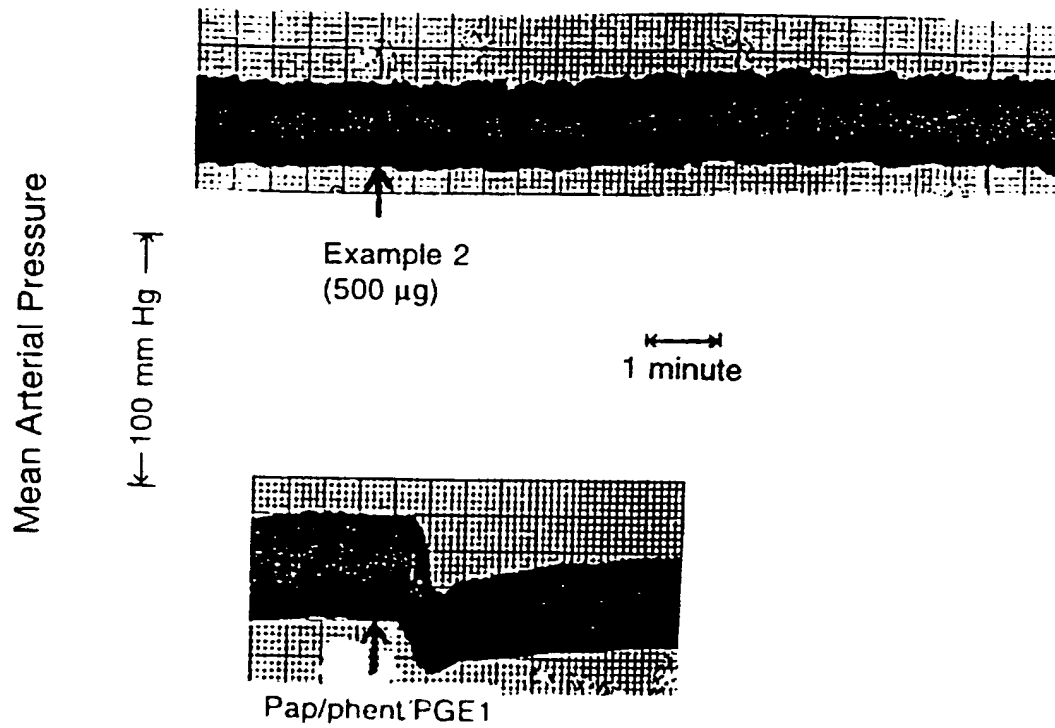 Mean Arterial Pressure
100 mm Hg
Example 2
(500 µg)
1 minute
Pap/phent/PGE1